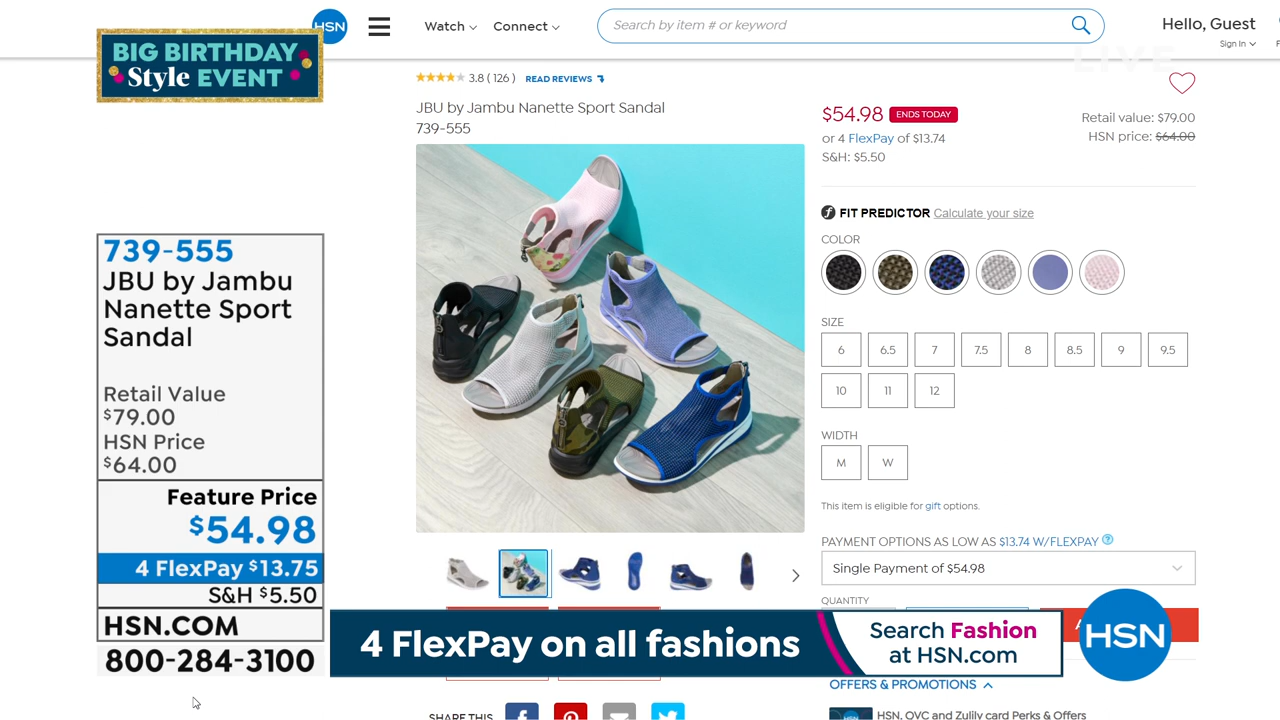 HSN
Watch
Connect
Search by item # or keyword
Hello, Guest
Sign In
BIG BIRTHDAY
Style EVENT
LIVE
3.8 ( 126 ) READ REVIEWS
JBU by Jambu Nanette Sport Sandal
739-555
$54.98 ENDS TODAY
or 4 FlexPay of $13.74
S&H: $5.50
Retail value: $79.00
HSN price: $64.00
FIT PREDICTOR Calculate your size
COLOR
SIZE
6 6.5 7 7.5 8 8.5 9 9.5
10 11 12
WIDTH
M W
This item is eligible for gift options.
PAYMENT OPTIONS AS LOW AS $13.74 W/FLEXPAY
Single Payment of $54.98
QUANTITY
739-555
JBU by Jambu
Nanette Sport
Sandal
Retail Value
$79.00
HSN Price
$64.00
Feature Price
$54.98
4 FlexPay $13.75
S&H $5.50
HSN.COM
800-284-3100
4 FlexPay on all fashions
Search Fashion
at HSN.com
HSN
OFFERS & PROMOTIONS
HSN, QVC and Zulily card Perks & Offers
SHARE THIS